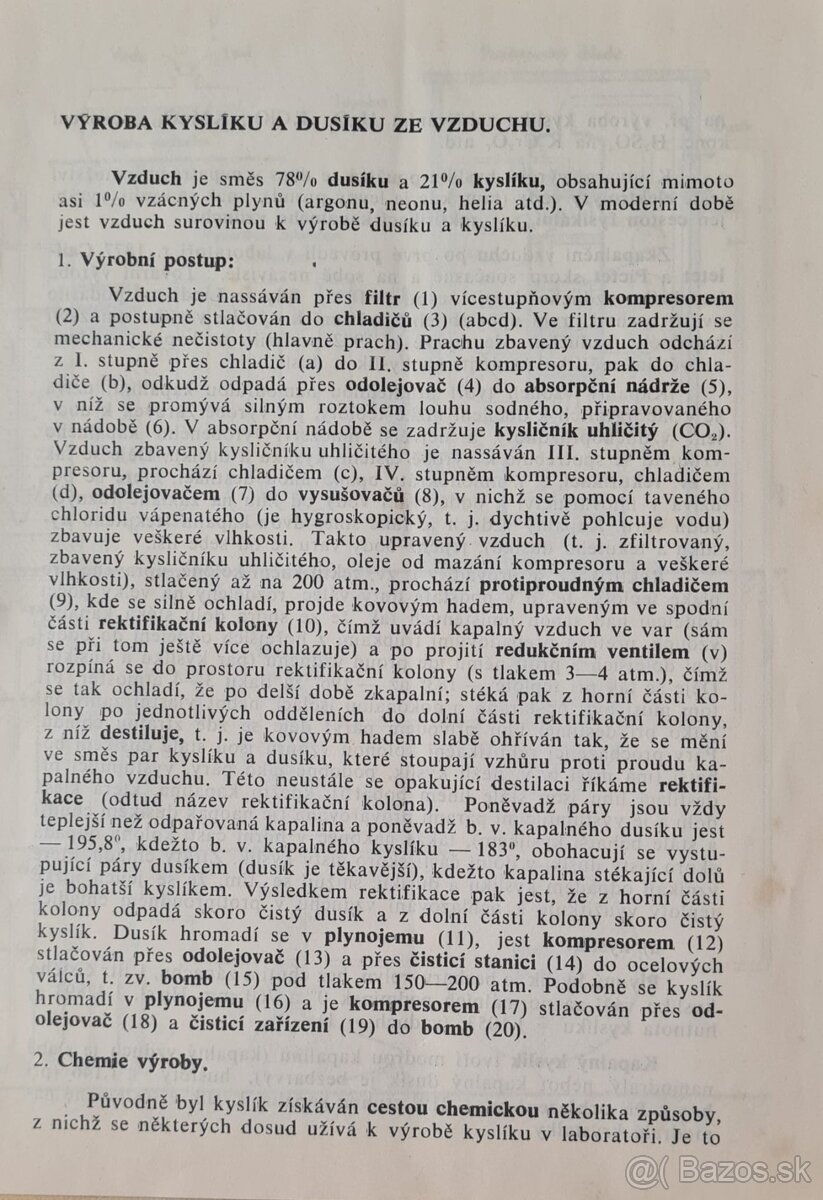 VÝROBA KYSLÍKU A DUSÍKU ZE VZDUCHU.
Vzduch je směs 78% dusíku a 21% kyslíku, obsahující mimoto
asi 1% vzácných plynů (argonu, neonu, helia atd.). V moderní době
jest vzduch surovinou k výrobě dusíku a kyslíku.
1. Výrobní postup:
Vzduch je nassáván přes filtr (1) vícestupňovým kompresorem
(2) a postupně stlačován do chladičů (3) (abcd). Ve filtru zadržují se
mechanické nečistoty (hlavně prach). Prachu zbavený vzduch odchází
z I. stupně přes chladič (a) do II. stupně kompresoru, pak do chla-
diče (b), odkudž odpadá přes odolejovač (4) do absorpční nádrže (5),
v níž se promývá silným roztokem louhu sodného, připravovaného
v nádobě (6). V absorpční nádobě se zadržuje kysličník uhličitý (CO₂).
Vzduch zbavený kysličníku uhličitého je nassáván III. stupněm kom-
presoru, prochází chladičem (c), IV. stupněm kompresoru, chladičem
(d), odolejovačem (7) do vysušovačů (8), v nichž se pomocí taveného
chloridu vápenatého (je hygroskopický, t. j. dychtivě pohlcuje vodu)
zbavuje veškeré vlhkosti. Takto upravený vzduch (t. j. zfiltrovaný,
zbavený kysličníku uhličitého, oleje od mazání kompresoru a veškeré
vlhkosti), stlačený až na 200 atm., prochází protiproudným chladičem
(9), kde se silně ochladí, projde kovovým hadem, upraveným ve spodní
části rektifikační kolony (10), čímž uvádí kapalný vzduch ve var (sám
se při tom ještě více ochlazuje) a po projití redukčním ventilem (v)
rozpíná se do prostoru rektifikační kolony (s tlakem 3—4 atm.), čímž
se tak ochladí, že po delší době zkapalní; stéká pak z horní části ko-
lony po jednotlivých odděleních do dolní části rektifikační kolony,
z níž destiluje, t. j. je kovovým hadem slabě ohříván tak, že se mění
ve směs par kyslíku a dusíku, které stoupají vzhůru proti proudu ka-
palného vzduchu. Této neustále se opakující destilaci říkáme rektifi-
kace (odtud název rektifikační kolona). Poněvadž páry jsou vždy
teplejší než odpařovaná kapalina a poněvadž b. v. kapalného dusíku jest
— 195,8⁰, kdežto b. v. kapalného kyslíku — 183⁰, obohacují se vystu-
pující páry dusíkem (dusík je těkavější), kdežto kapalina stékající dolů
je bohatší kyslíkem. Výsledkem rektifikace pak jest, že z horní části
kolony odpadá skoro čistý dusík a z dolní části kolony skoro čistý
kyslík. Dusík hromadí se v plynojemu (11), jest kompresorem (12)
stlačován přes odolejovač (13) a přes čisticí stanici (14) do ocelových
válců, t. zv. bomb (15) pod tlakem 150—200 atm. Podobně se kyslík
hromadí v plynojemu (16) a je kompresorem (17) stlačován přes od-
olejovač (18) a čisticí zařízení (19) do bomb (20).
2. Chemie výroby.
Původně byl kyslík získáván cestou chemickou několika způsoby,
z nichž se některých dosud užívá k výrobě kyslíku v laboratoři. Je to
@( Bazos.sk